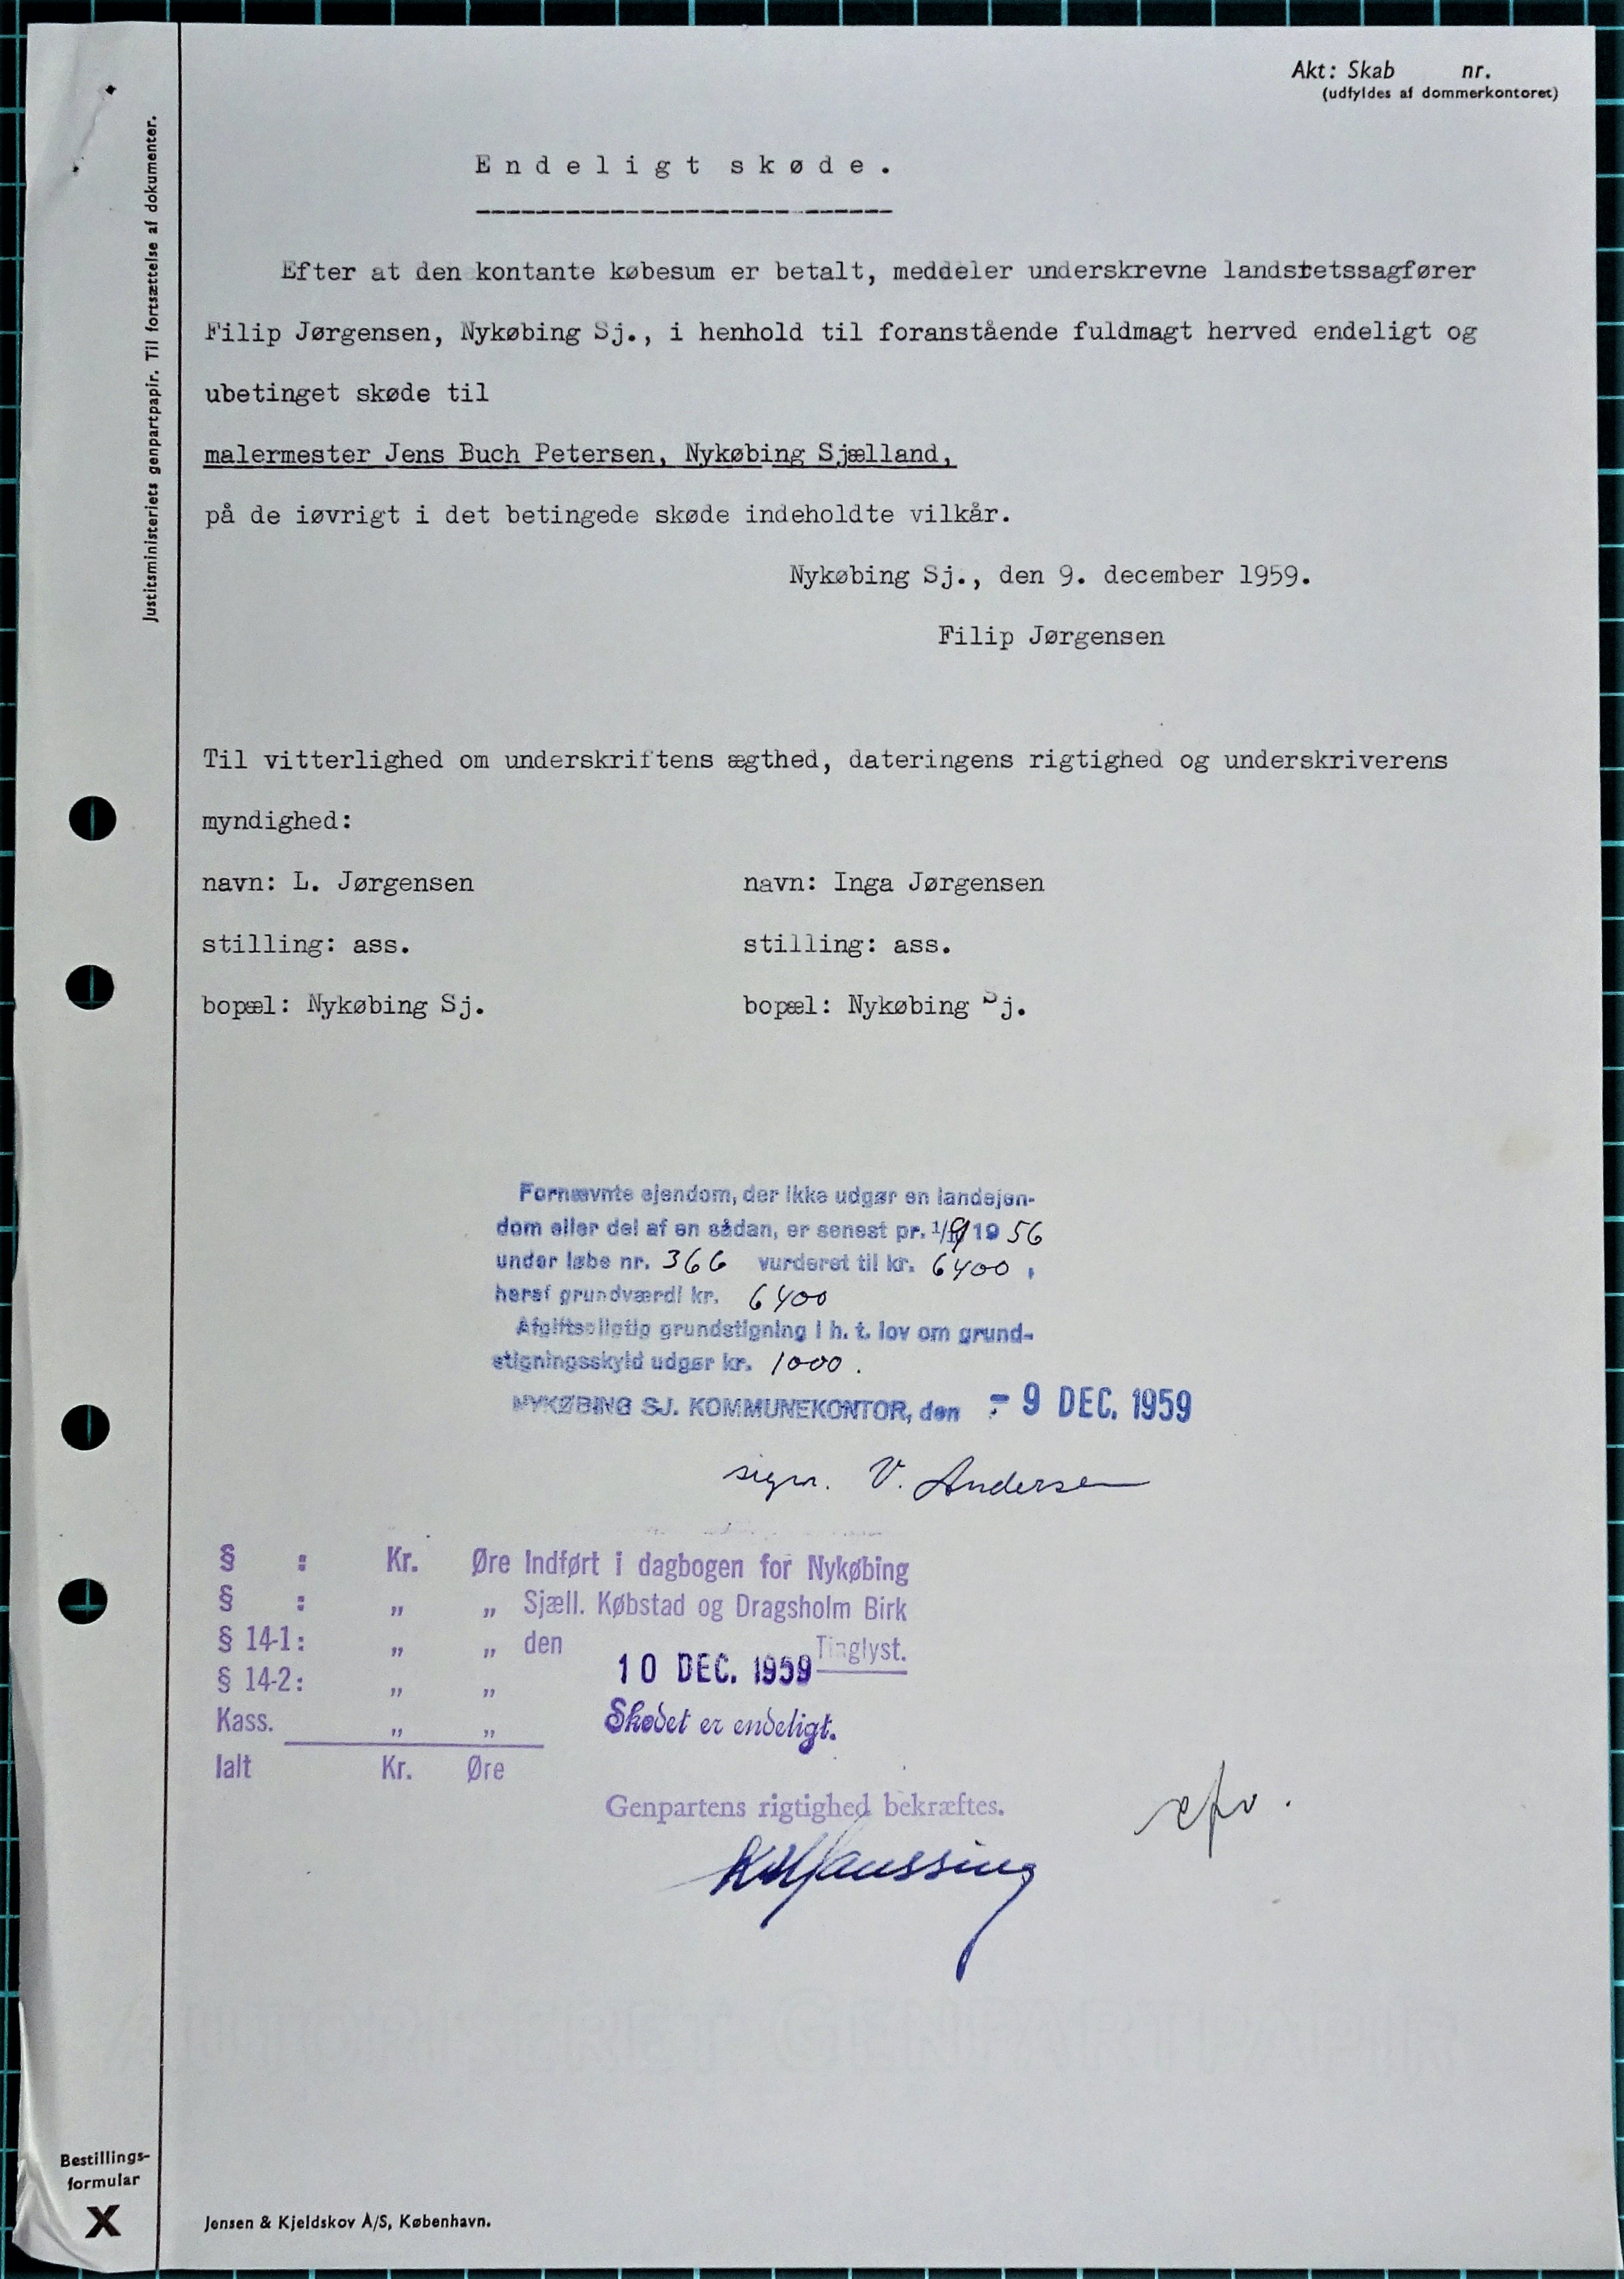 Akt: Skab nr.
(udfyldes af dommerkontoret)
Justitsministeriets genpartpapir. Til fortsættelse af dokumenter.
Endeligt skøde.
Efter at den kontante købesum er betalt, meddeler underskrevne landsretssagfører
Filip Jørgensen, Nykøbing Sj., i henhold til foranstående fuldmagt herved endeligt og
ubetinget skøde til
malermester Jens Buch Petersen, Nykøbing Sjælland,
på de iøvrigt i det betingede skøde indeholdte vilkår.
Nykøbing Sj., den 9. december 1959.
Filip Jørgensen
Til vitterlighed om underskriftens ægthed, dateringens rigtighed og underskriverens
myndighed:
navn: L. Jørgensen navn: Inga Jørgensen
stilling: ass. stilling: ass.
bopæl: Nykøbing Sj. bopæl: Nykøbing Sj.
Fornævnte ejendom, der ikke udgør en landejen-
dom eller del af en sådan, er senest pr. 1/9 1956
under løbe nr. 366 vurderet til kr. 6400,
heraf grundværdi kr. 6400
Afgiftspligtig grundstigning i h. t. lov om grund-
stigningsskyld udgør kr. 1000.
NYKØBING SJ. KOMMUNEKONTOR, den - 9 DEC. 1959
sign. V. Andersen
§ : Kr. Øre Indført i dagbogen for Nykøbing
§ : „ „ Sjæll. Købstad og Dragsholm Birk
§ 14-1: „ „ den Tinglyst.
10 DEC. 1959
§ 14-2: „ „
Kass. „ „ Skødet er endeligt.
Ialt Kr. Øre
Genpartens rigtighed bekræftes.
AUTORISERET GENPARTPAPIR
Bestillings-
formular
X
Jensen & Kjeldskov A/S, København.